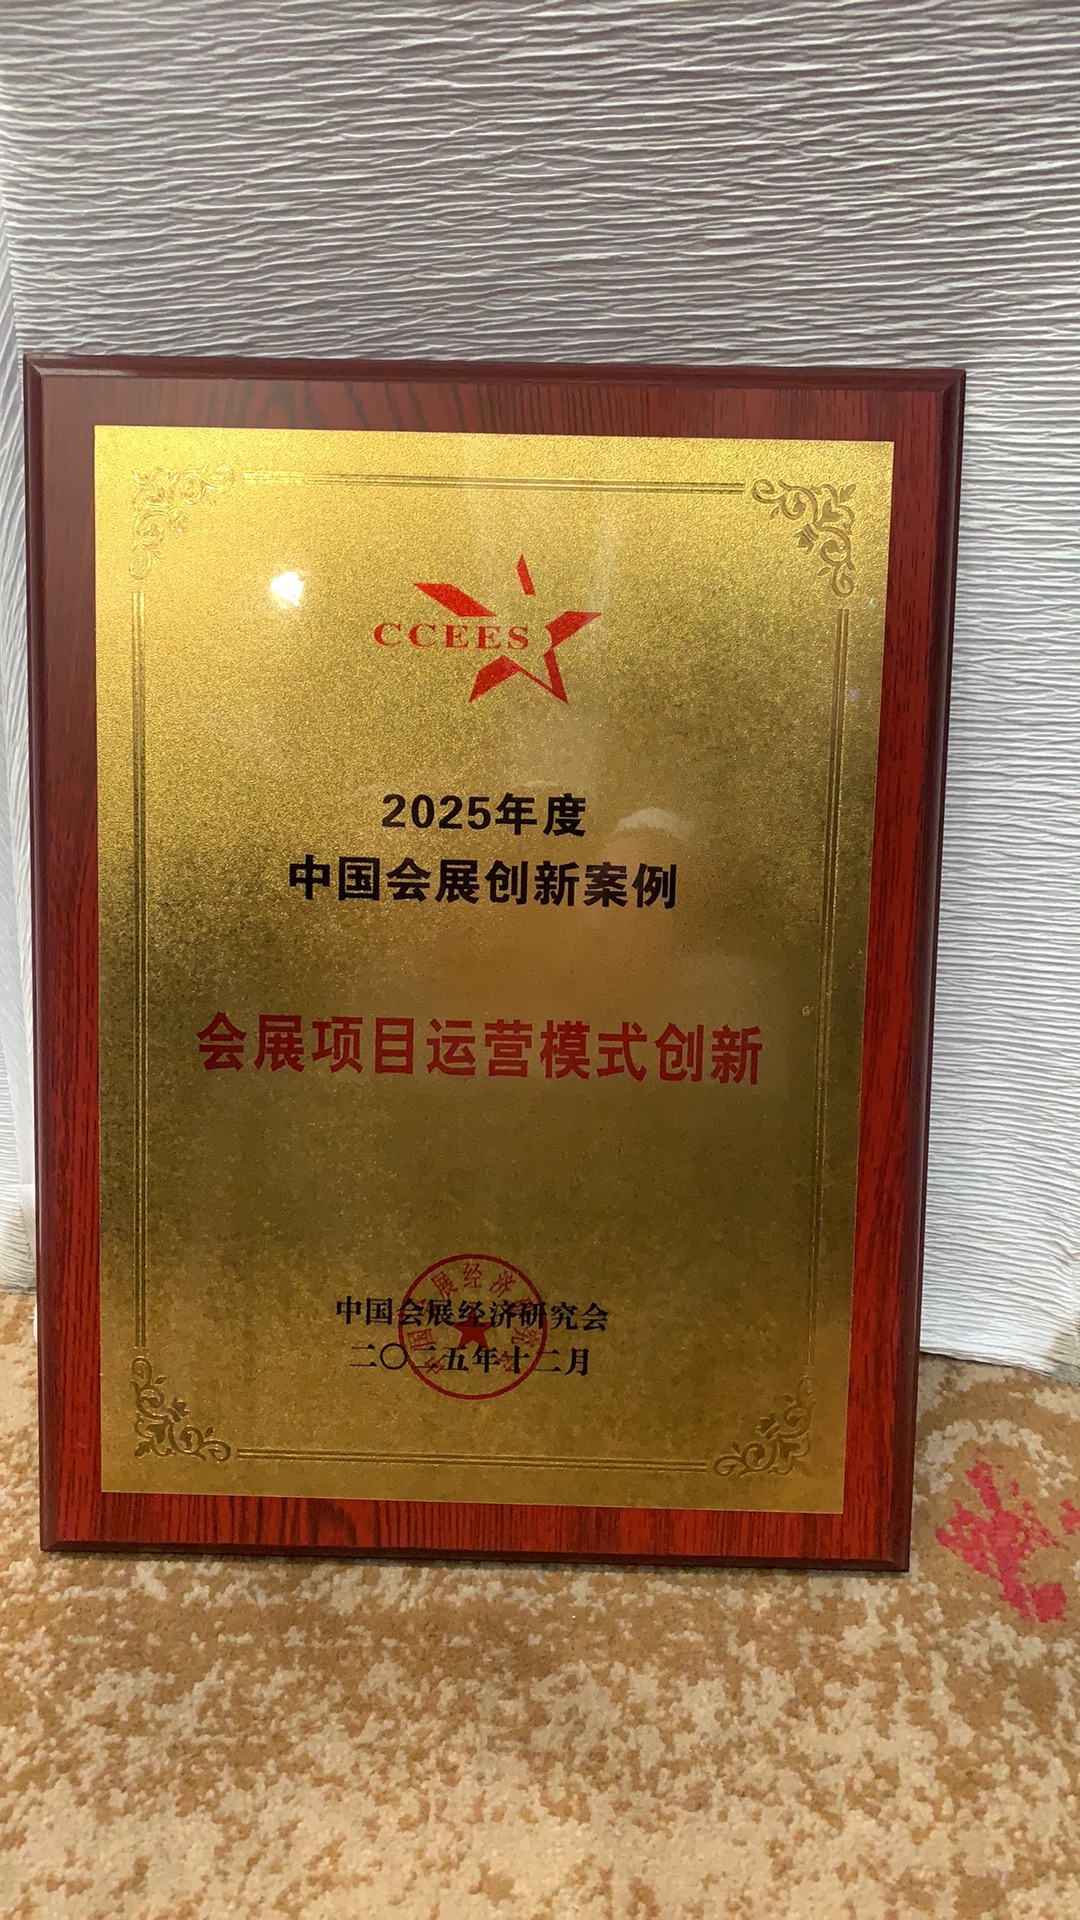 CCEES
2025年度
中国会展创新案例
会展项目运营模式创新
中国会展经济研究会
二〇二五年十二月